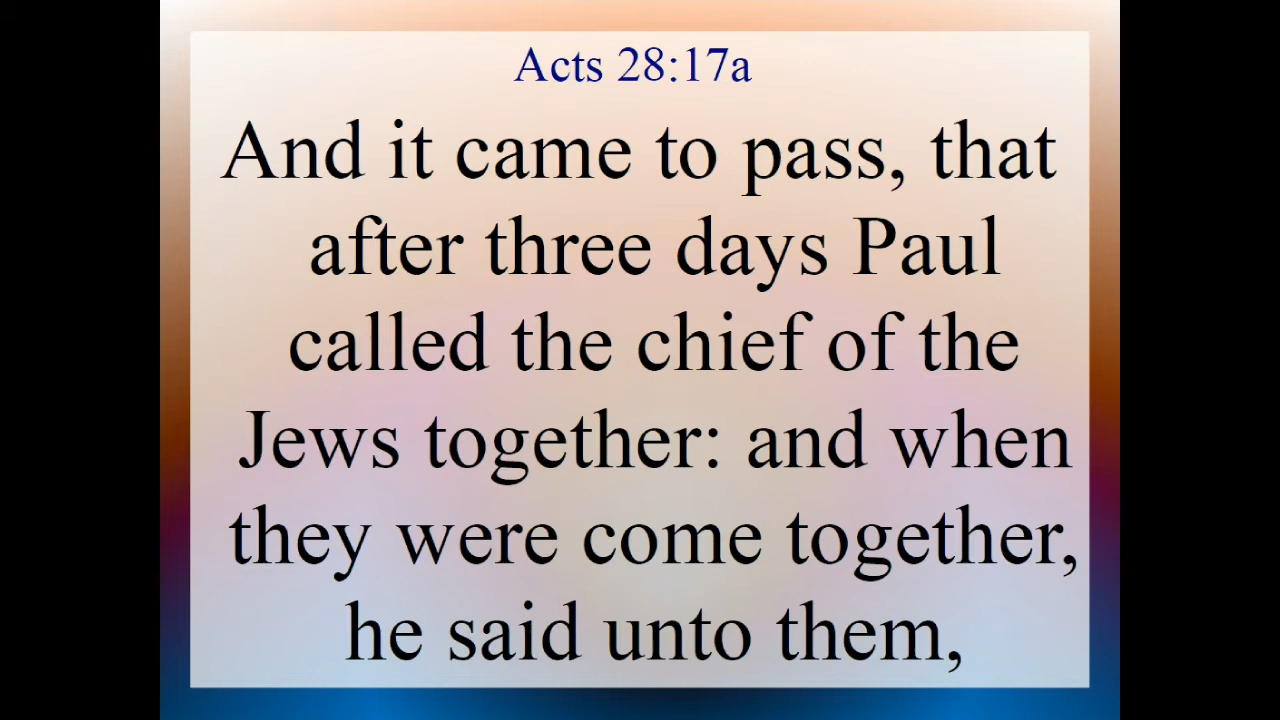 Acts 28:17a
And it came to pass, that
after three days Paul
called the chief of the
Jews together: and when
they were come together,
he said unto them,